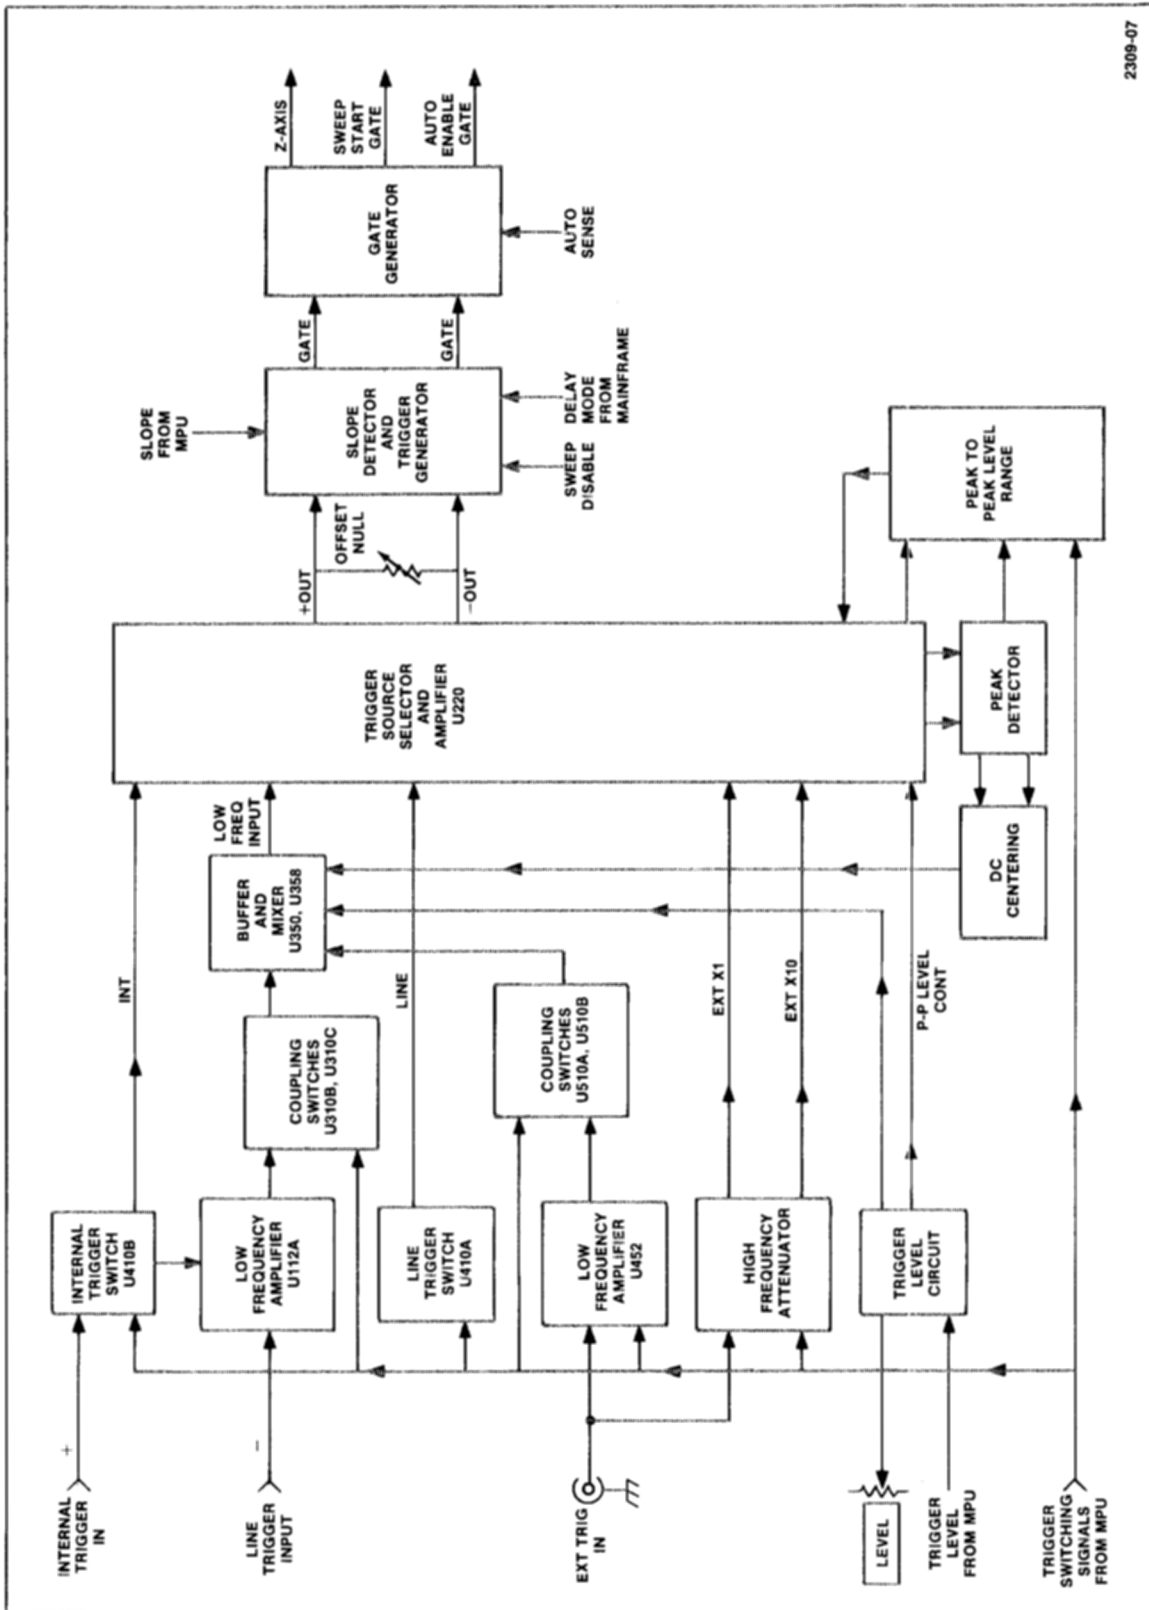 INTERNAL
TRIGGER
IN
+
INTERNAL
TRIGGER
SWITCH
U410B
INT
LINE
TRIGGER
INPUT
−
LOW
FREQUENCY
AMPLIFIER
U112A
COUPLING
SWITCHES
U310B, U310C
BUFFER
AND
MIXER
U350, U358
LOW
FREQ
INPUT
LINE
TRIGGER
SWITCH
U410A
LINE
EXT TRIG
IN
LOW
FREQUENCY
AMPLIFIER
U452
COUPLING
SWITCHES
U510A, U510B
HIGH
FREQUENCY
ATTENUATOR
EXT X1
EXT X10
LEVEL
TRIGGER
LEVEL
FROM MPU
TRIGGER
LEVEL
CIRCUIT
P-P LEVEL
CONT
TRIGGER
SWITCHING
SIGNALS
FROM MPU
DC
CENTERING
PEAK
DETECTOR
PEAK TO
PEAK LEVEL
RANGE
TRIGGER
SOURCE
SELECTOR
AND
AMPLIFIER
U220
+OUT
−OUT
OFFSET
NULL
SLOPE
FROM
MPU
SLOPE
DETECTOR
AND
TRIGGER
GENERATOR
SWEEP
DISABLE
DELAY
MODE
FROM
MAINFRAME
GATE
GATE
GATE
GENERATOR
AUTO
SENSE
Z-AXIS
SWEEP
START
GATE
AUTO
ENABLE
GATE
2309-07